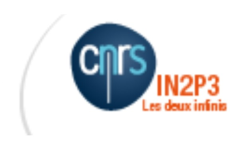 cnrs
IN2P3
Les deux infinis